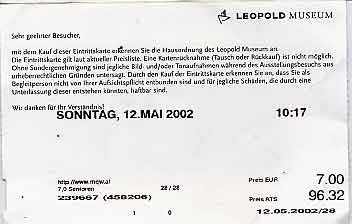 LEOPOLD MUSEUM
Sehr geehrter Besucher,
mit dem Kauf dieser Eintrittskarte erkennen Sie die Hausordnung des Leopold Museum an.
Die Eintrittskarte gilt laut aktueller Preisliste. Eine Kartenrücknahme (Tausch oder Rückkauf) ist nicht möglich.
Ohne Sondergenehmigung sind jegliche Bild- und/oder Tonaufnahmen während des Ausstellungsbesuchs aus
urheberrechtlichen Gründen untersagt. Durch den Kauf der Eintrittskarte erkennen Sie an, dass Sie als
Begleitperson nicht von Ihrer Aufsichtspflicht entbunden sind und für jegliche Schäden, die durch eine
Unterlassung dieser entstehen könnten, haftbar sind.
Wir danken für Ihr Verständnis!
SONNTAG, 12.MAI 2002 10:17
http://www.mqw.at
7,0 Senioren 28 / 28
239687 (458206)
1 0
Preis EUR 7.00
Preis ATS 96.32
12.05.2002/28